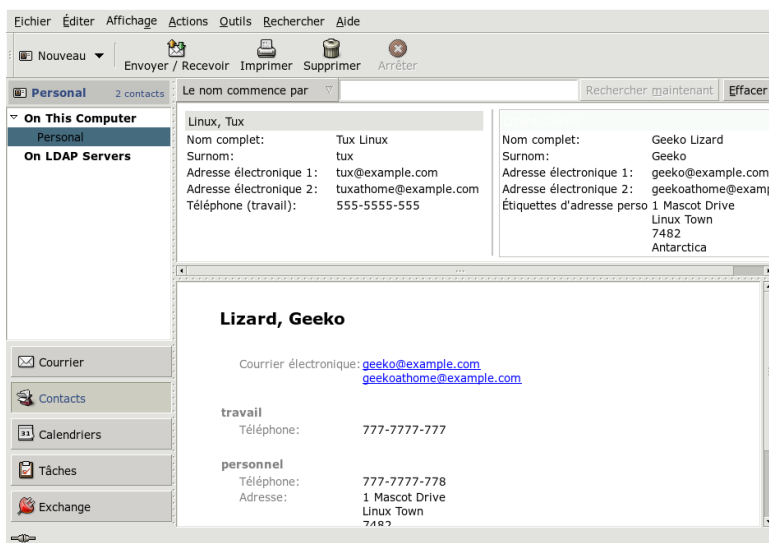 Fichier Éditer Affichage Actions Outils Rechercher Aide
Nouveau Envoyer / Recevoir Imprimer Supprimer Arrêter
Personal 2 contacts
Le nom commence par Rechercher maintenant Effacer
On This Computer
Personal
On LDAP Servers
Linux, Tux
Nom complet: Tux Linux
Surnom: tux
Adresse électronique 1: tux@example.com
Adresse électronique 2: tuxathome@example.com
Téléphone (travail): 555-5555-555
Nom complet: Geeko Lizard
Surnom: Geeko
Adresse électronique 1: geeko@example.com
Adresse électronique 2: geekoathome@examp
Étiquettes d'adresse perso 1 Mascot Drive
Linux Town
7482
Antarctica
Lizard, Geeko
Courrier électronique: geeko@example.com
geekoathome@example.com
travail
Téléphone: 777-7777-777
personnel
Téléphone: 777-7777-778
Adresse: 1 Mascot Drive
Linux Town
7482
Courrier
Contacts
31 Calendriers
Tâches
Exchange